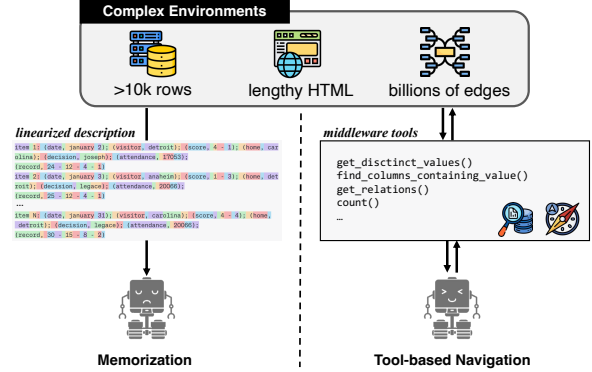 Complex Environments
>10k rows
lengthy HTML
billions of edges
linearized description
item 1: (date, january 2); (visitor, detroit); (score, 4 - 1); (home, car
olina); (decision, joseph); (attendance, 17053);
(record, 24 - 12 - 4 - 1)
item 2: (date, january 3); (visitor, anaheim); (score, 1 - 3); (home, det
roit); (decision, legace); (attendance, 20066);
(record, 25 - 12 - 4 - 1)
...
item N: (date, january 31); (visitor, carolina); (score, 4 - 4); (home,
detroit); (decision, legace); (attendance, 20066);
(record, 30 - 15 - 8 - 2)
middleware tools
get_disctinct_values()
find_columns_containing_value()
get_relations()
count()
…
Memorization
Tool-based Navigation